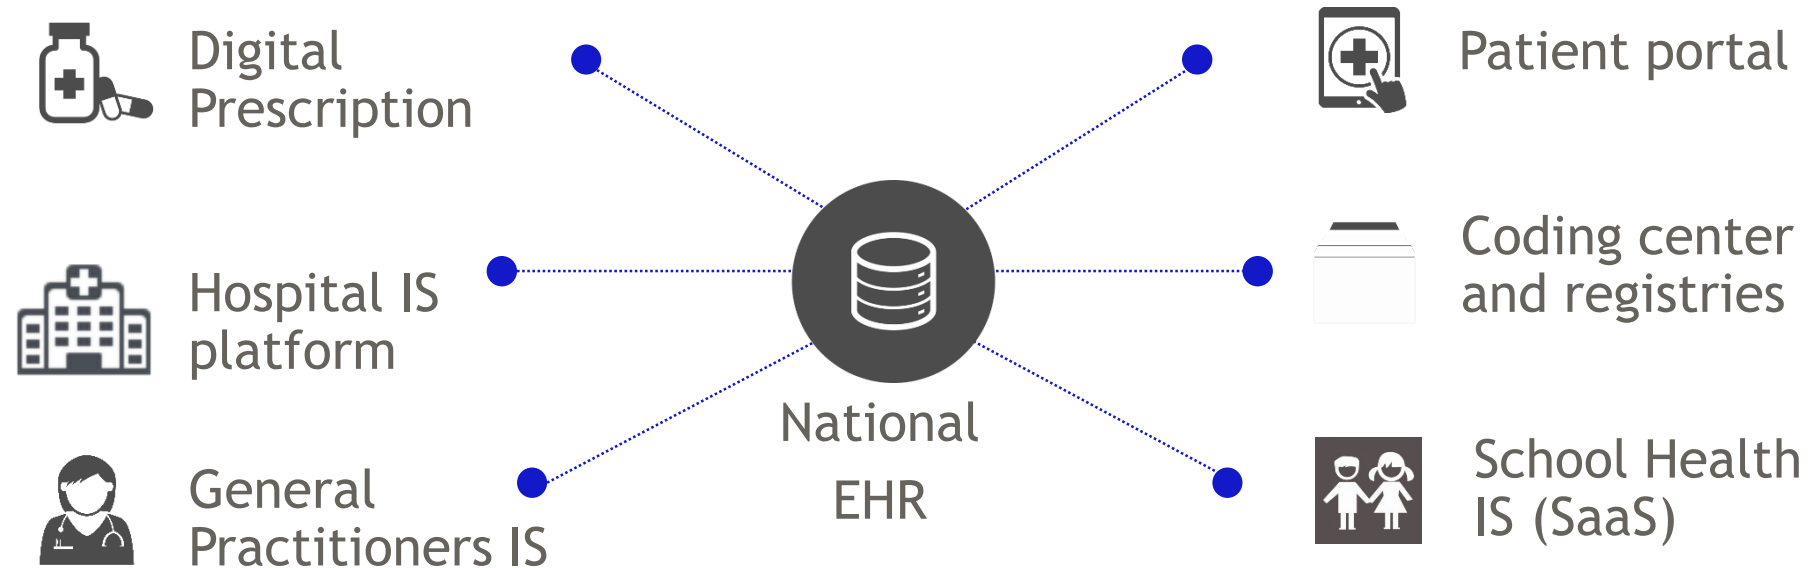 Digital
Prescription
Hospital IS
platform
General
Practitioners IS
National
EHR
Patient portal
Coding center
and registries
School Health
IS (SaaS)